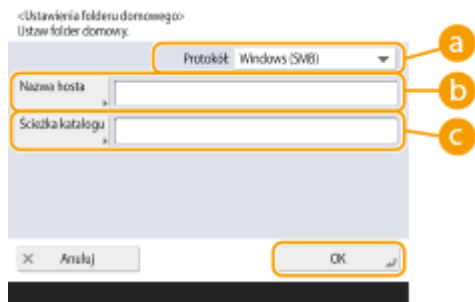 <Ustawienia folderu domowego>
Ustaw folder domowy.
Protokół: Windows (SMB)
a
Nazwa hosta
b
Ścieżka katalogu
c
Anuluj
OK